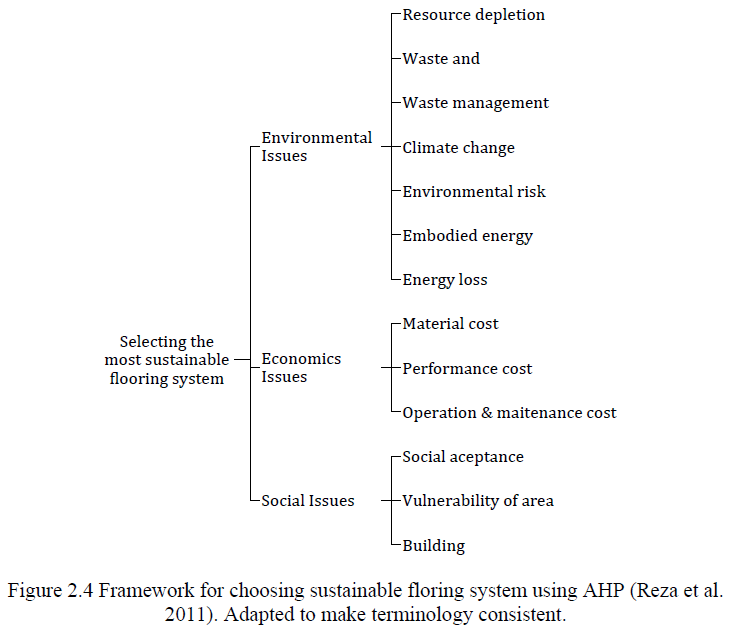 Resource depletion
Waste and
Waste management
Environmental
Issues
Climate change
Environmental risk
Embodied energy
Energy loss
Selecting the
most sustainable
flooring system
Economics
Issues
Material cost
Performance cost
Operation & maitenance cost
Social Issues
Social aceptance
Vulnerability of area
Building
Figure 2.4 Framework for choosing sustainable floring system using AHP (Reza et al.
2011). Adapted to make terminology consistent.